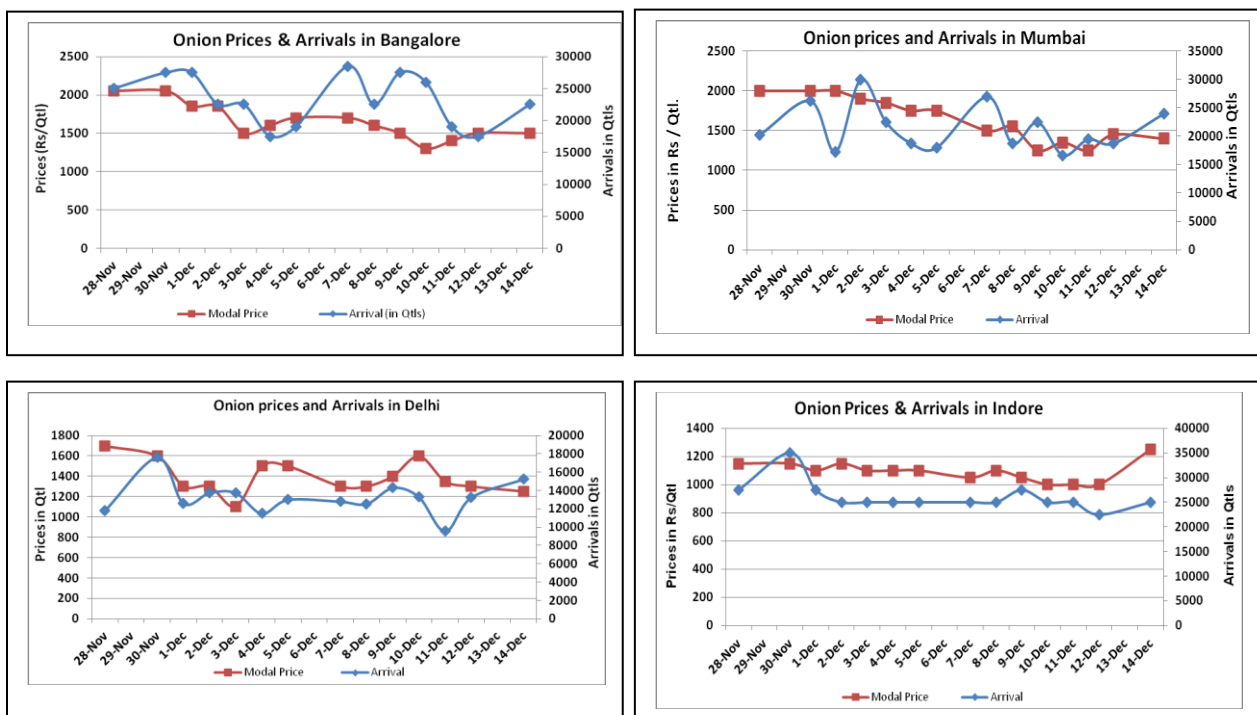 Onion Prices & Arrivals in Bangalore
2500
2000
1500
1000
500
0
Prices (Rs/Qtl)
30000
25000
20000
15000
10000
5000
0
Arrivals in Qtls
28-Nov
29-Nov
30-Nov
1-Dec
2-Dec
3-Dec
4-Dec
5-Dec
6-Dec
7-Dec
8-Dec
9-Dec
10-Dec
11-Dec
12-Dec
13-Dec
14-Dec
Modal Price
Arrival (in Qtls)
Onion prices and Arrivals in Mumbai
2500
2000
1500
1000
500
0
Prices in Rs / Qtl.
35000
30000
25000
20000
15000
10000
5000
0
Arrivals in Qtls
28-Nov
29-Nov
30-Nov
1-Dec
2-Dec
3-Dec
4-Dec
5-Dec
6-Dec
7-Dec
8-Dec
9-Dec
10-Dec
11-Dec
12-Dec
13-Dec
14-Dec
Modal Price
Arrival
Onion prices and Arrivals in Delhi
1800
1600
1400
1200
1000
800
600
400
200
0
Prices in Qtl
20000
18000
16000
14000
12000
10000
8000
6000
4000
2000
0
Arrivals in Qtls
28-Nov
29-Nov
30-Nov
1-Dec
2-Dec
3-Dec
4-Dec
5-Dec
6-Dec
7-Dec
8-Dec
9-Dec
10-Dec
11-Dec
12-Dec
13-Dec
14-Dec
Modal Price
Arrival
Onion Prices & Arrivals in Indore
1400
1200
1000
800
600
400
200
0
Prices in Rs/Qtl
40000
35000
30000
25000
20000
15000
10000
5000
0
Arrivals in Qtls
28-Nov
29-Nov
30-Nov
1-Dec
2-Dec
3-Dec
4-Dec
5-Dec
6-Dec
7-Dec
8-Dec
9-Dec
10-Dec
11-Dec
12-Dec
13-Dec
14-Dec
Modal Price
Arrival